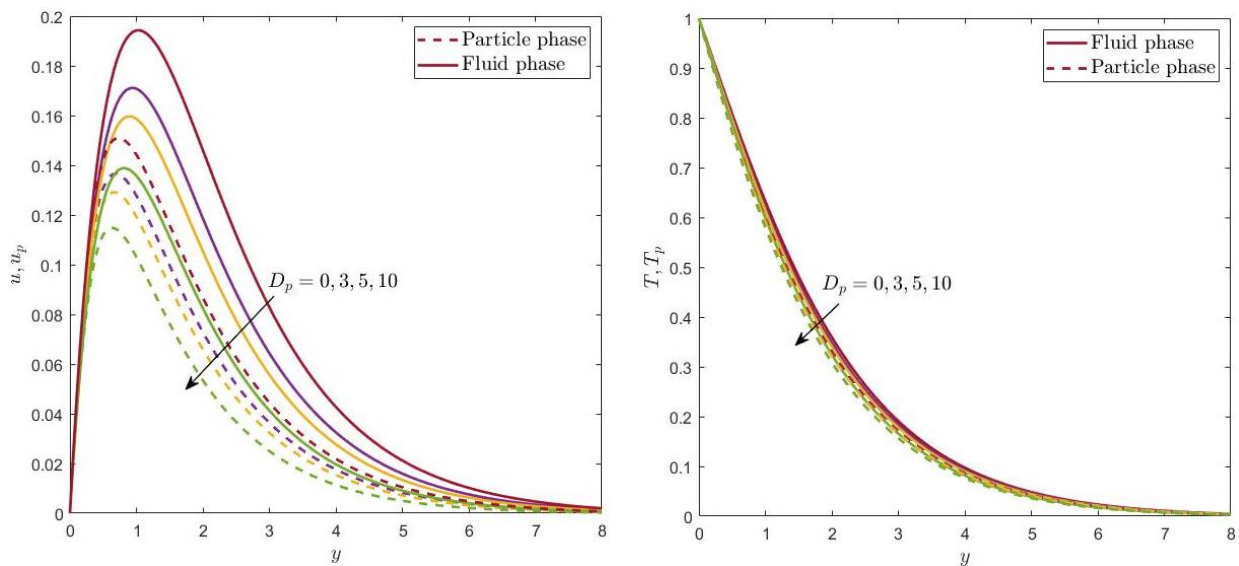 0.2
0.18
0.16
0.14
0.12
0.1
0.08
0.06
0.04
0.02
0
u, u_p
Particle phase
Fluid phase
D_p = 0, 3, 5, 10
0 1 2 3 4 5 6 7 8
y
1
0.9
0.8
0.7
0.6
0.5
0.4
0.3
0.2
0.1
0
T, T_p
Fluid phase
Particle phase
D_p = 0, 3, 5, 10
0 1 2 3 4 5 6 7 8
y